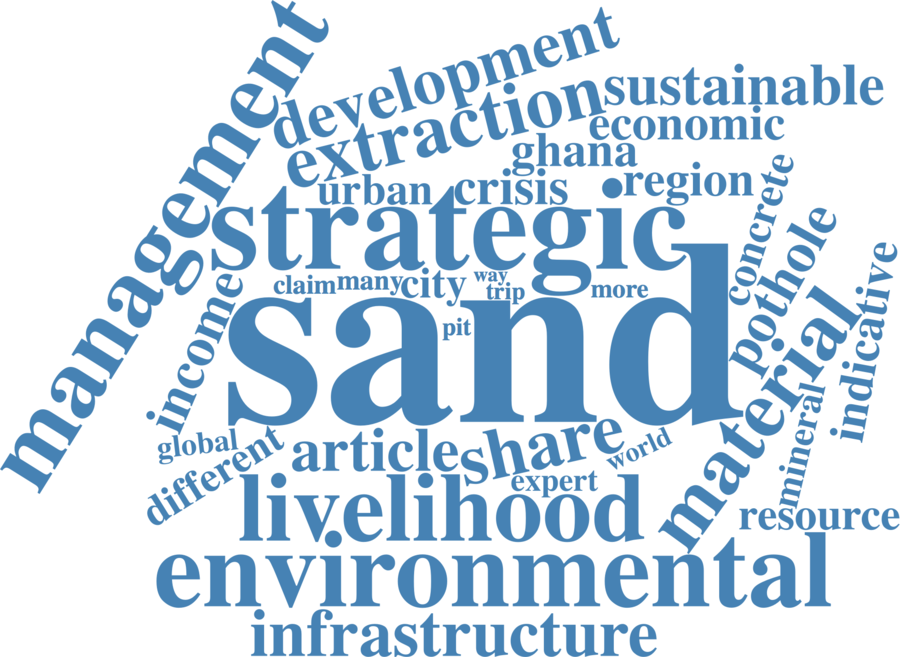 management
development
extraction
sustainable
economic
ghana
urban
crisis
region
strategic
concrete
pothole
claim
many
city
way
trip
more
income
sand
pit
indicative
material
mineral
global
different
article
share
world
expert
livelihood
resource
environmental
infrastructure